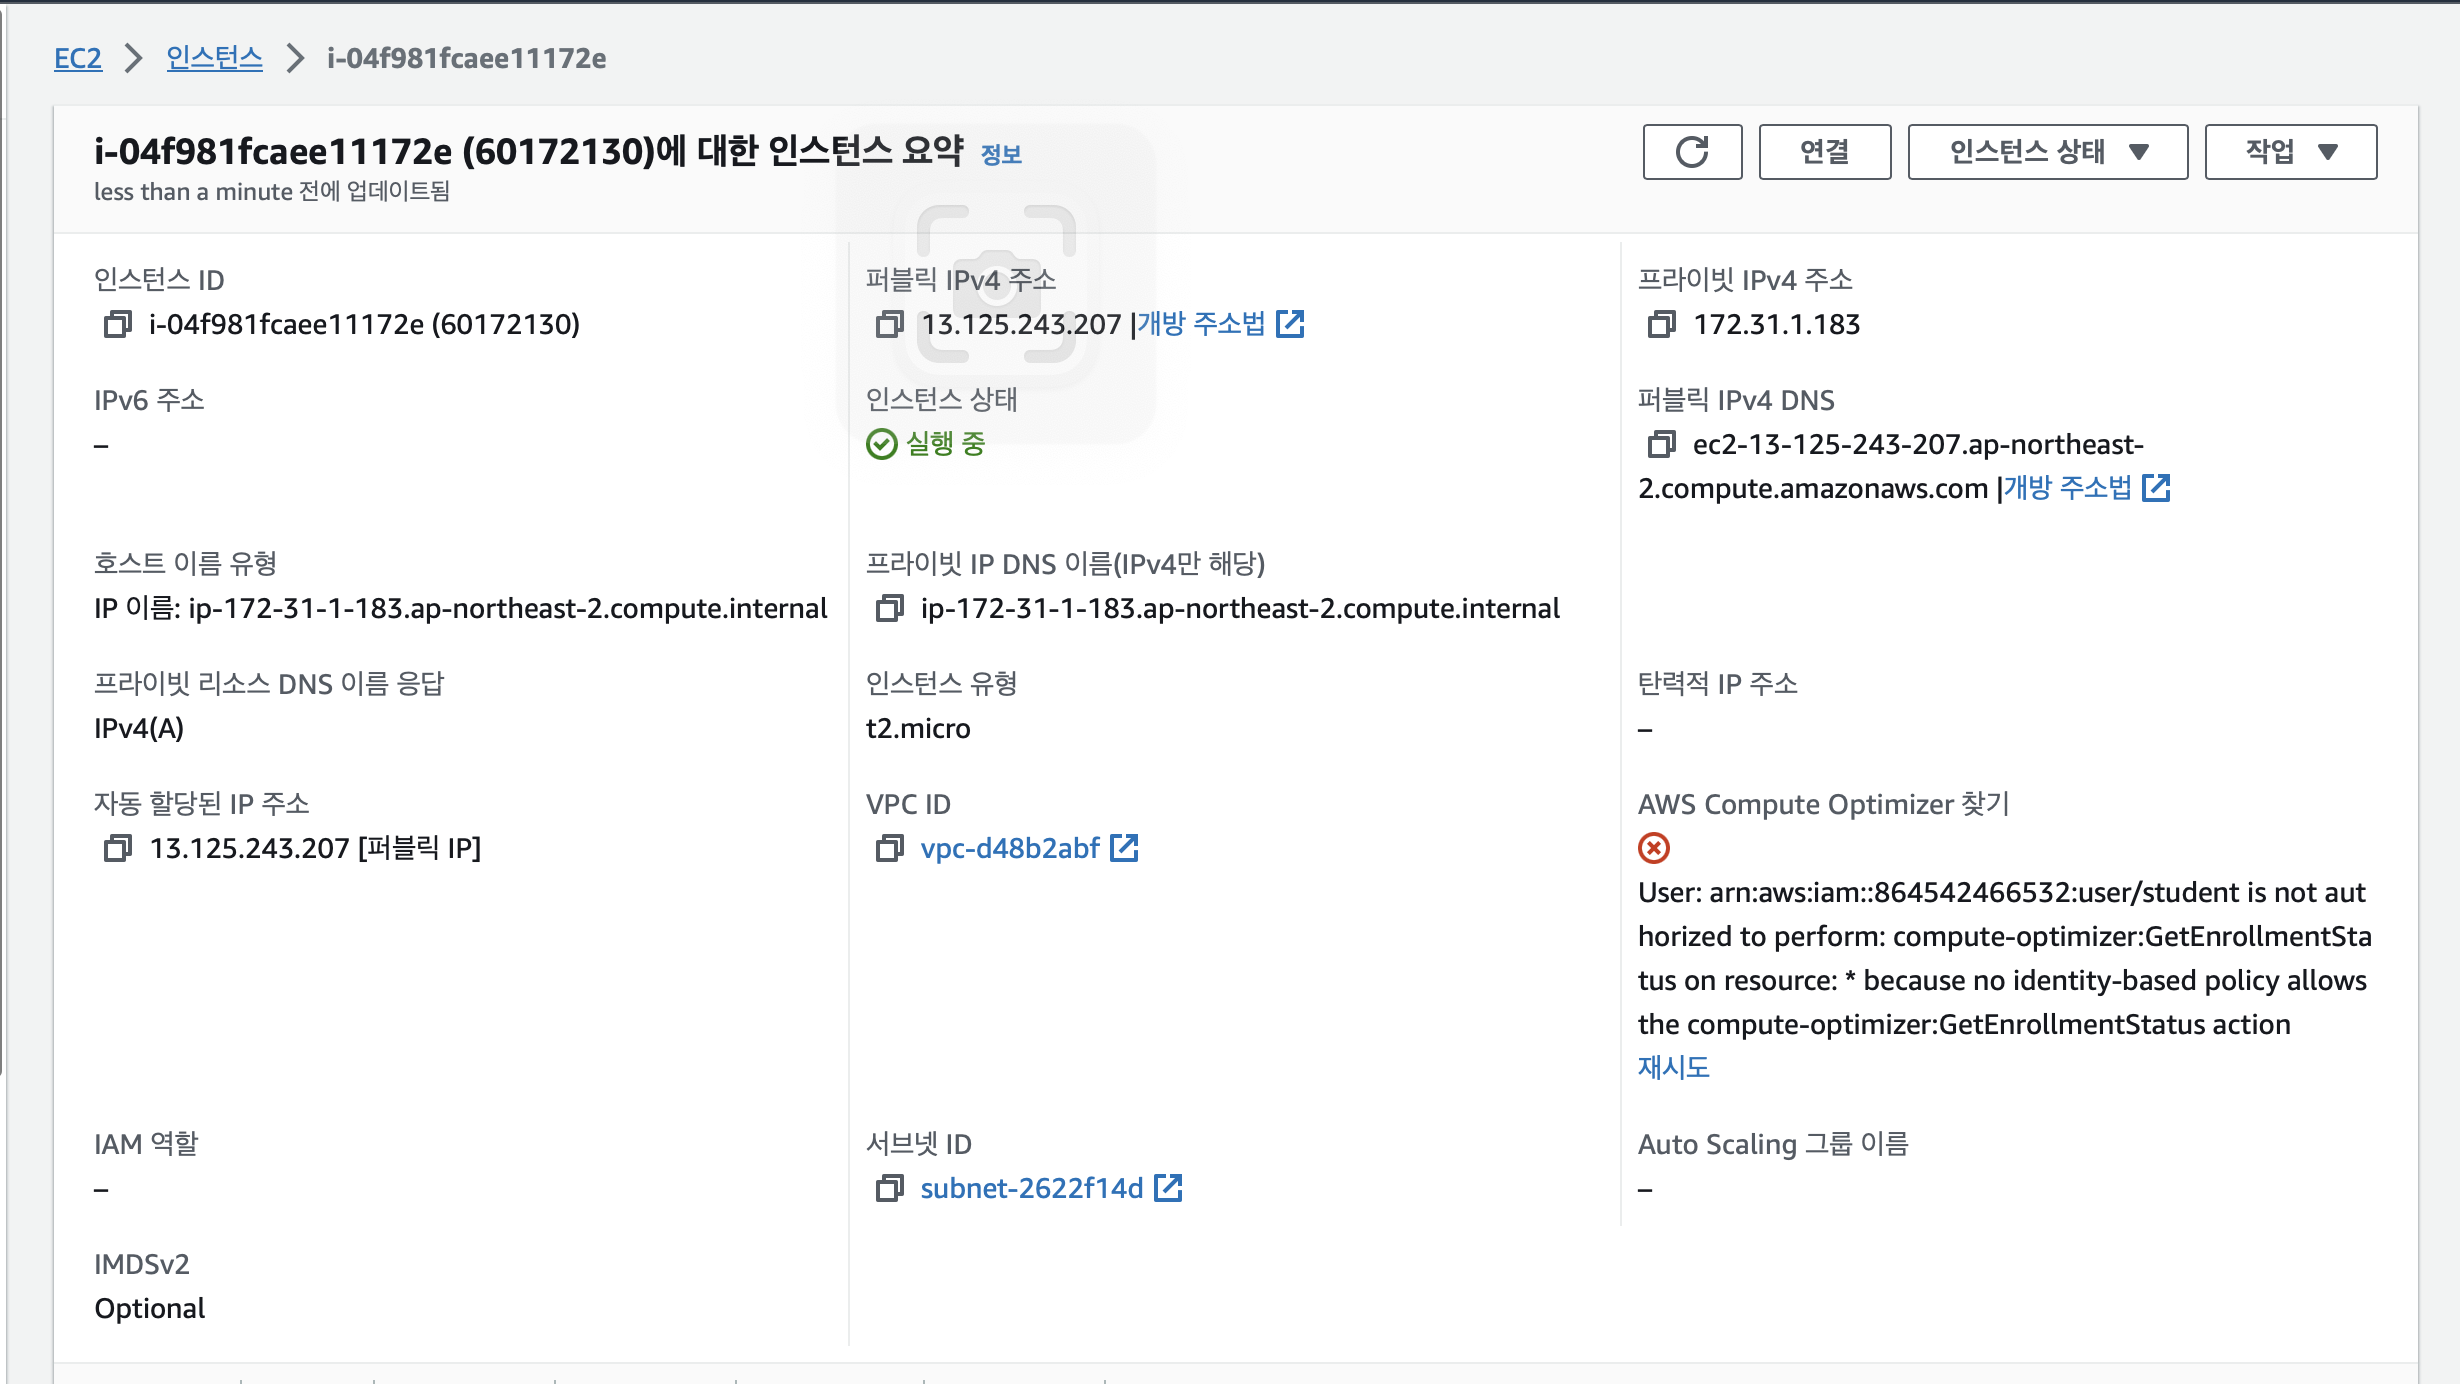 EC2 > 인스턴스 > i-04f981fcaee11172e
i-04f981fcaee11172e (60172130)에 대한 인스턴스 요약 정보
less than a minute 전에 업데이트됨
연결
인스턴스 상태
작업
인스턴스 ID
i-04f981fcaee11172e (60172130)
퍼블릭 IPv4 주소
13.125.243.207 |개방 주소법
프라이빗 IPv4 주소
172.31.1.183
IPv6 주소
–
인스턴스 상태
실행 중
퍼블릭 IPv4 DNS
ec2-13-125-243-207.ap-northeast-
2.compute.amazonaws.com |개방 주소법
호스트 이름 유형
IP 이름: ip-172-31-1-183.ap-northeast-2.compute.internal
프라이빗 IP DNS 이름(IPv4만 해당)
ip-172-31-1-183.ap-northeast-2.compute.internal
프라이빗 리소스 DNS 이름 응답
IPv4(A)
인스턴스 유형
t2.micro
탄력적 IP 주소
–
자동 할당된 IP 주소
13.125.243.207 [퍼블릭 IP]
VPC ID
vpc-d48b2abf
AWS Compute Optimizer 찾기
User: arn:aws:iam::864542466532:user/student is not aut
horized to perform: compute-optimizer:GetEnrollmentSta
tus on resource: * because no identity-based policy allows
the compute-optimizer:GetEnrollmentStatus action
재시도
IAM 역할
–
서브넷 ID
subnet-2622f14d
Auto Scaling 그룹 이름
–
IMDSv2
Optional